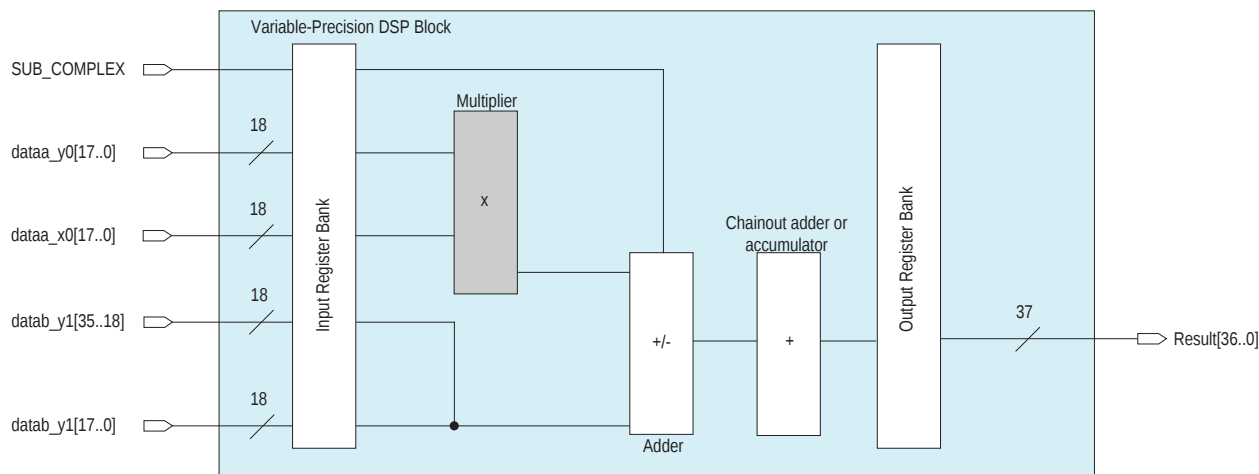 Variable-Precision DSP Block
SUB_COMPLEX
Multiplier
18
dataa_y0[17..0]
x
18
dataa_x0[17..0]
Input Register Bank
Chainout adder or
accumulator
Output Register Bank
18
datab_y1[35..18]
+/-
+
37
Result[36..0]
18
datab_y1[17..0]
Adder